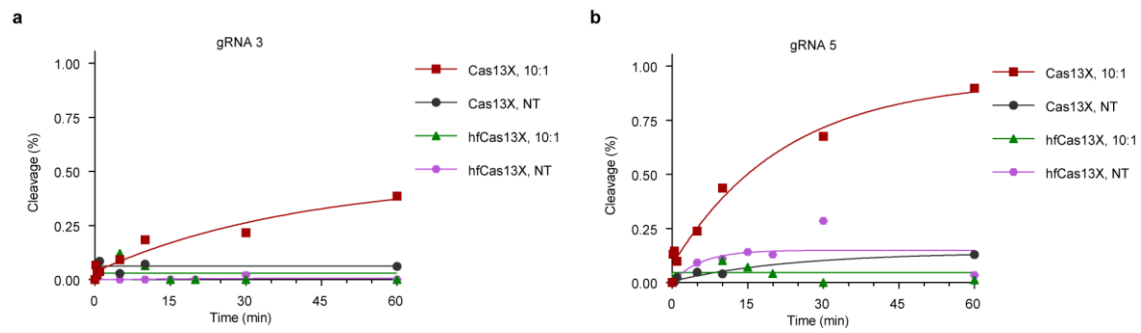 a
gRNA 3
Cleavage (%)
1.00
0.75
0.50
0.25
0.00
0
15
30
45
60
Time (min)
Cas13X, 10:1
Cas13X, NT
hfCas13X, 10:1
hfCas13X, NT
b
gRNA 5
Cleavage (%)
1.00
0.75
0.50
0.25
0.00
0
15
30
45
60
Time (min)
Cas13X, 10:1
Cas13X, NT
hfCas13X, 10:1
hfCas13X, NT